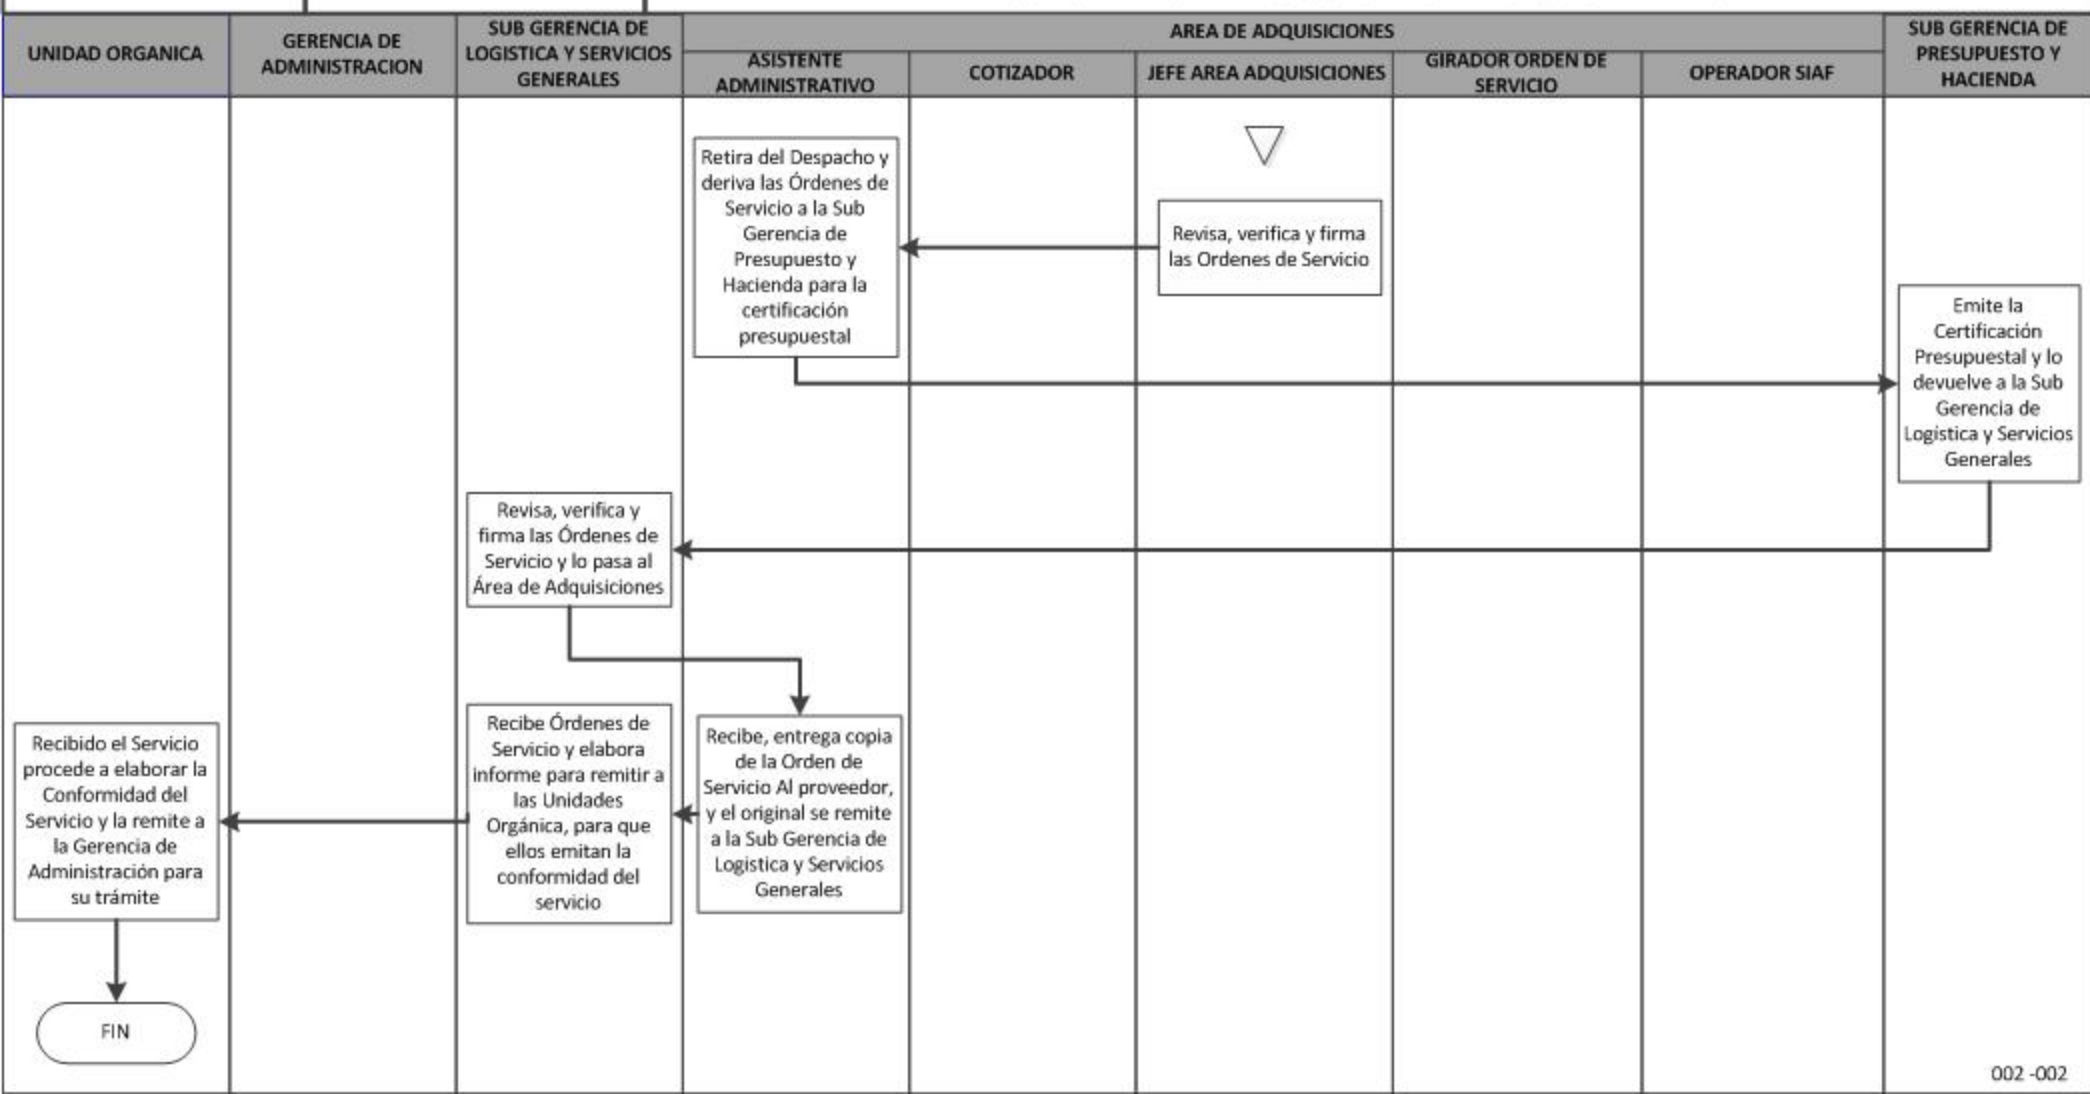 UNIDAD ORGANICA
GERENCIA DE
ADMINISTRACION
SUB GERENCIA DE
LOGISTICA Y SERVICIOS
GENERALES
AREA DE ADQUISICIONES
ASISTENTE
ADMINISTRATIVO
COTIZADOR
JEFE AREA ADQUISICIONES
GIRADOR ORDEN DE
SERVICIO
OPERADOR SIAF
SUB GERENCIA DE
PRESUPUESTO Y
HACIENDA
Revisa, verifica y firma
las Ordenes de Servicio
Retira del Despacho y
deriva las Órdenes de
Servicio a la Sub
Gerencia de
Presupuesto y
Hacienda para la
certificación
presupuestal
Emite la
Certificación
Presupuestal y lo
devuelve a la Sub
Gerencia de
Logística y Servicios
Generales
Revisa, verifica y
firma las Órdenes de
Servicio y lo pasa al
Área de Adquisiciones
Recibe, entrega copia
de la Orden de
Servicio Al proveedor,
y el original se remite
a la Sub Gerencia de
Logistica y Servicios
Generales
Recibe Órdenes de
Servicio y elabora
informe para remitir a
las Unidades
Orgánica, para que
ellos emitan la
conformidad del
servicio
Recibido el Servicio
procede a elaborar la
Conformidad del
Servicio y la remite a
la Gerencia de
Administración para
su trámite
FIN
002 -002